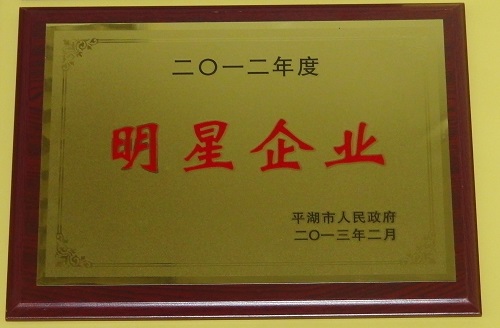 二〇一二年度
明星企业
平湖市人民政府
二〇一三年二月